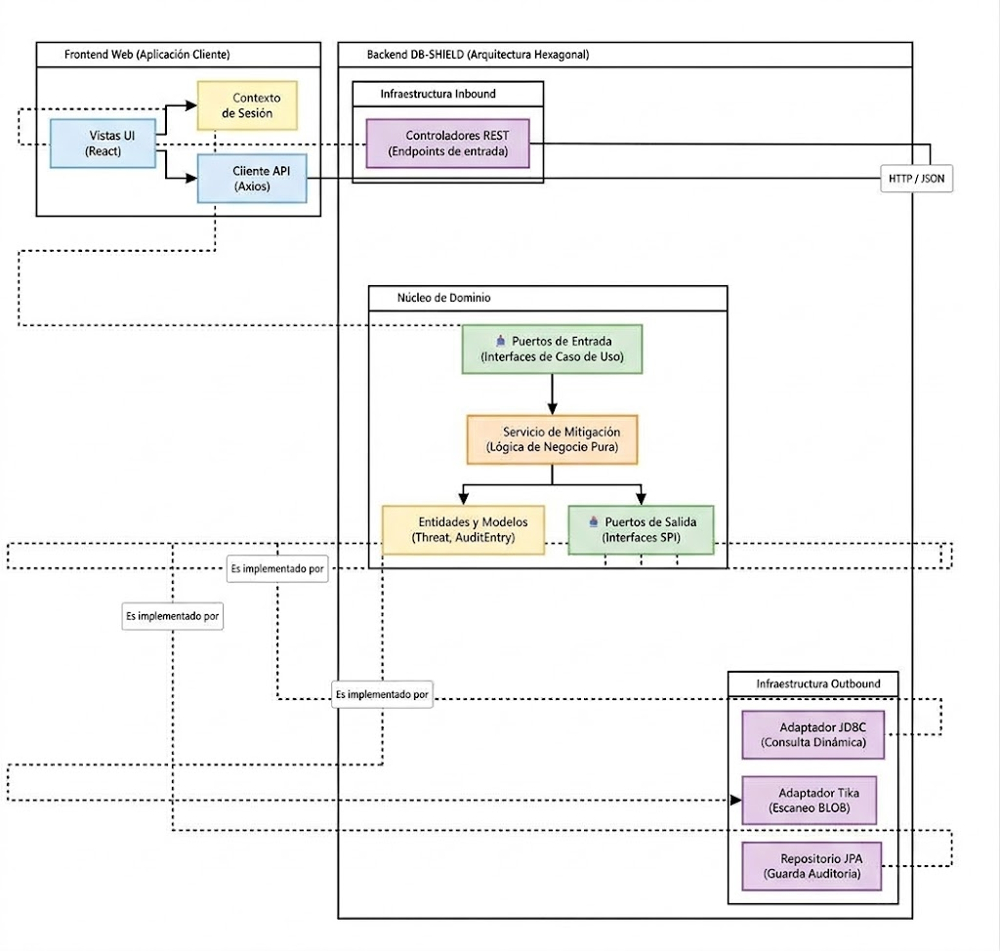 Frontend Web (Aplicación Cliente)
Backend DB-SHIELD (Arquitectura Hexagonal)
Infraestructura Inbound
Contexto
de Sesión
Vistas UI
(React)
Controladores REST
(Endpoints de entrada)
Ciiente API
(Axios)
HTTP / JSON
Núcleo de Dominio
Puertos de Entrada
(Interfaces de Caso de Uso)
Servicio de Mitigación
(Lógica de Negocio Pura)
Entidades y Modelos
(Threat, AuditEntry)
Puertos de Salida
(Interfaces SPI)
Es implementado por
Es implementado por
Es implementado por
Infraestructura Outbound
Adaptador JD8C
(Consulta Dinámica)
Adaptador Tika
(Escaneo BLOB)
Repositorio JPA
(Guarda Auditoria)